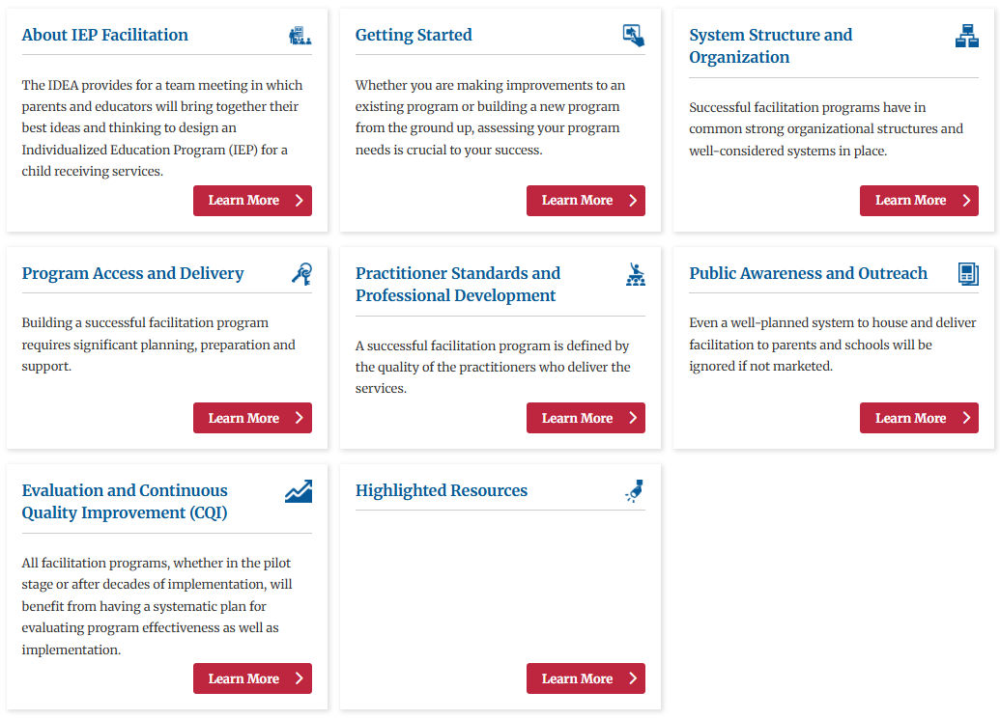 About IEP Facilitation
The IDEA provides for a team meeting in which
parents and educators will bring together their
best ideas and thinking to design an
Individualized Education Program (IEP) for a
child receiving services.
Learn More
Getting Started
Whether you are making improvements to an
existing program or building a new program
from the ground up, assessing your program
needs is crucial to your success.
Learn More
System Structure and
Organization
Successful facilitation programs have in
common strong organizational structures and
well-considered systems in place.
Learn More
Program Access and Delivery
Building a successful facilitation program
requires significant planning, preparation and
support.
Learn More
Practitioner Standards and
Professional Development
A successful facilitation program is defined by
the quality of the practitioners who deliver the
services.
Learn More
Public Awareness and Outreach
Even a well-planned system to house and deliver
facilitation to parents and schools will be
ignored if not marketed.
Learn More
Evaluation and Continuous
Quality Improvement (CQI)
All facilitation programs, whether in the pilot
stage or after decades of implementation, will
benefit from having a systematic plan for
evaluating program effectiveness as well as
implementation.
Learn More
Highlighted Resources
Learn More